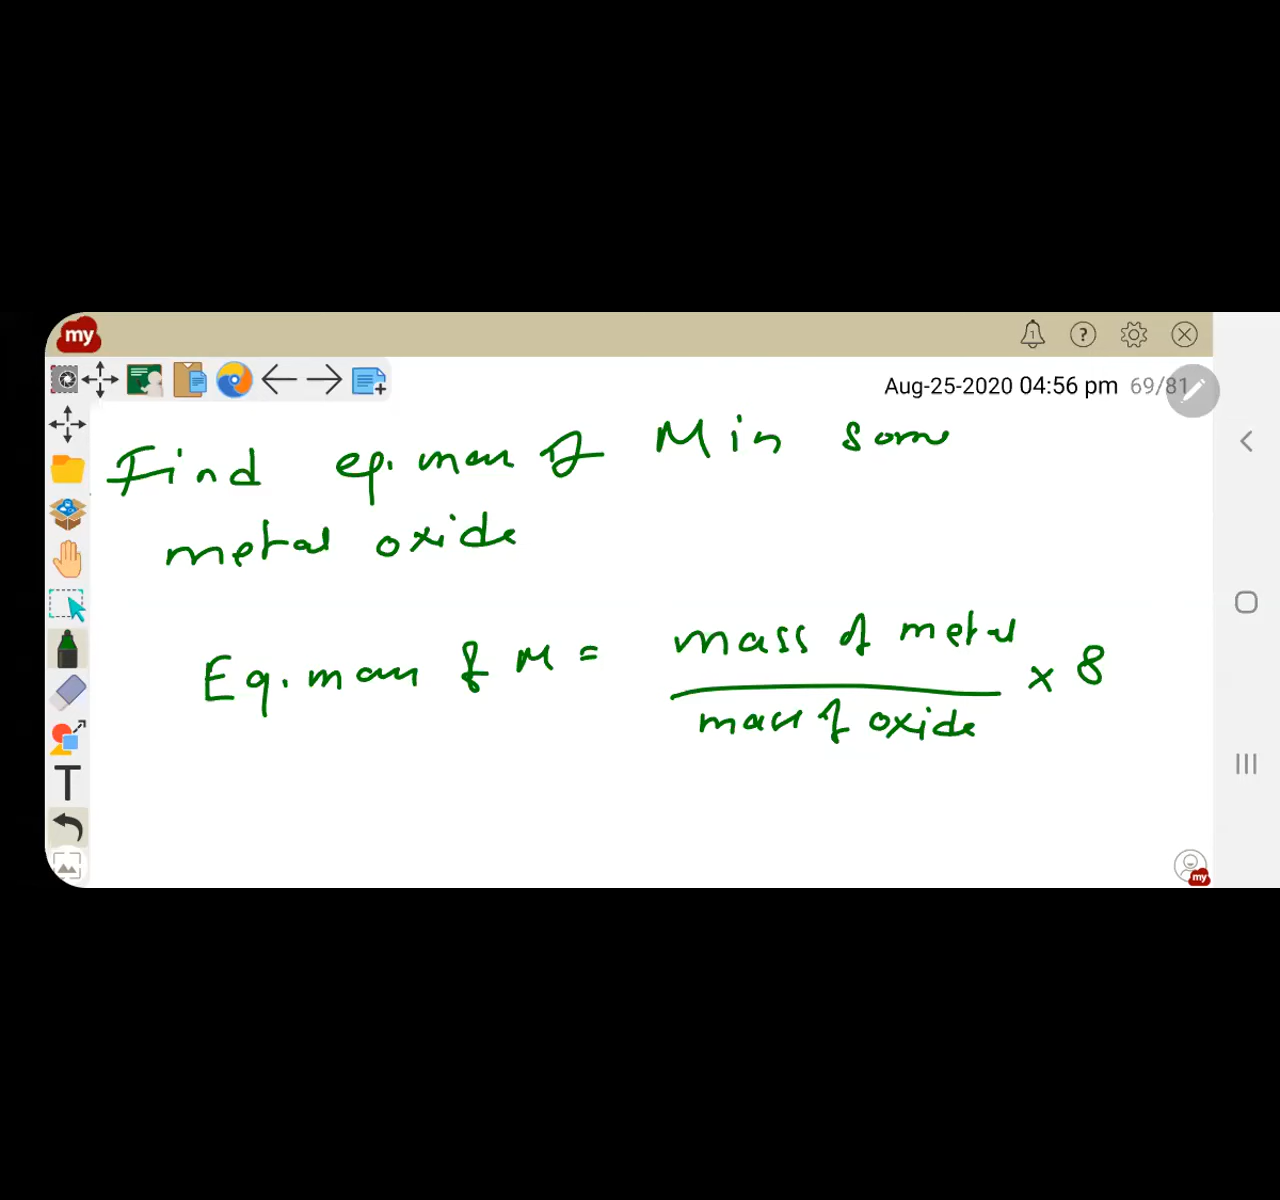 my
Aug-25-2020 04:56 pm 69/81
Find eq. mass of M in some
metal oxide
Eq. mass of M = mass of metal / mass of oxide × 8
T
my